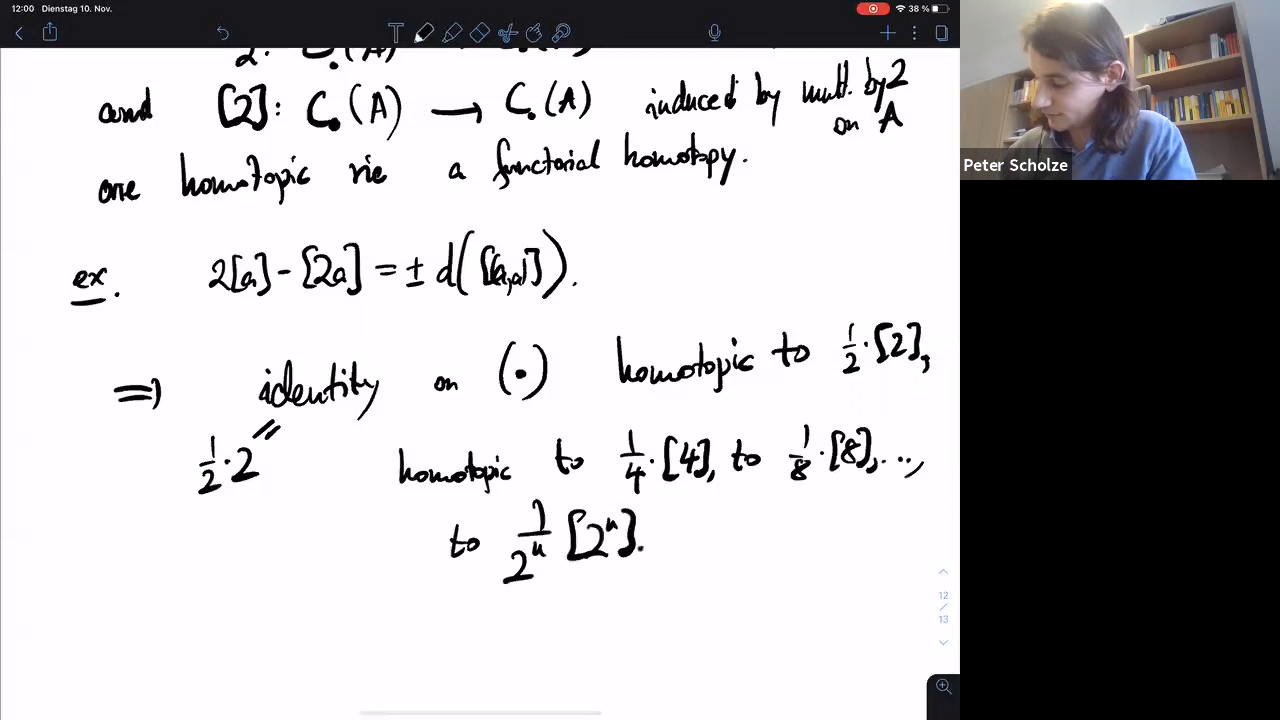 12:00 Dienstag 10. Nov.
38 %
2: C.(A)
and [2]: C.(A) → C.(A) induced by mult. by 2
on A
are homotopic via a functorial homotopy.
ex. 2[a] - [2a] = ± d([(a,a)]).
⇒ identity on (•) homotopic to 1/2 · [2],
1/2 · 2 =
homotopic to 1/4 · [4], to 1/8 · [8], ...,
to 1/2ⁿ [2ⁿ].
Peter Scholze
12
/
13